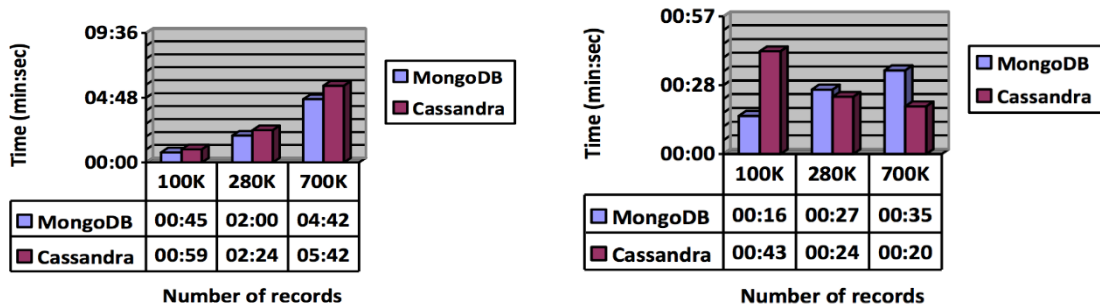 Time (min:sec)
09:36
04:48
00:00
MongoDB
Cassandra
100K 280K 700K
MongoDB 00:45 02:00 04:42
Cassandra 00:59 02:24 05:42
Number of records
Time (min:sec)
00:57
00:28
00:00
MongoDB
Cassandra
100K 280K 700K
MongoDB 00:16 00:27 00:35
Cassandra 00:43 00:24 00:20
Number of records